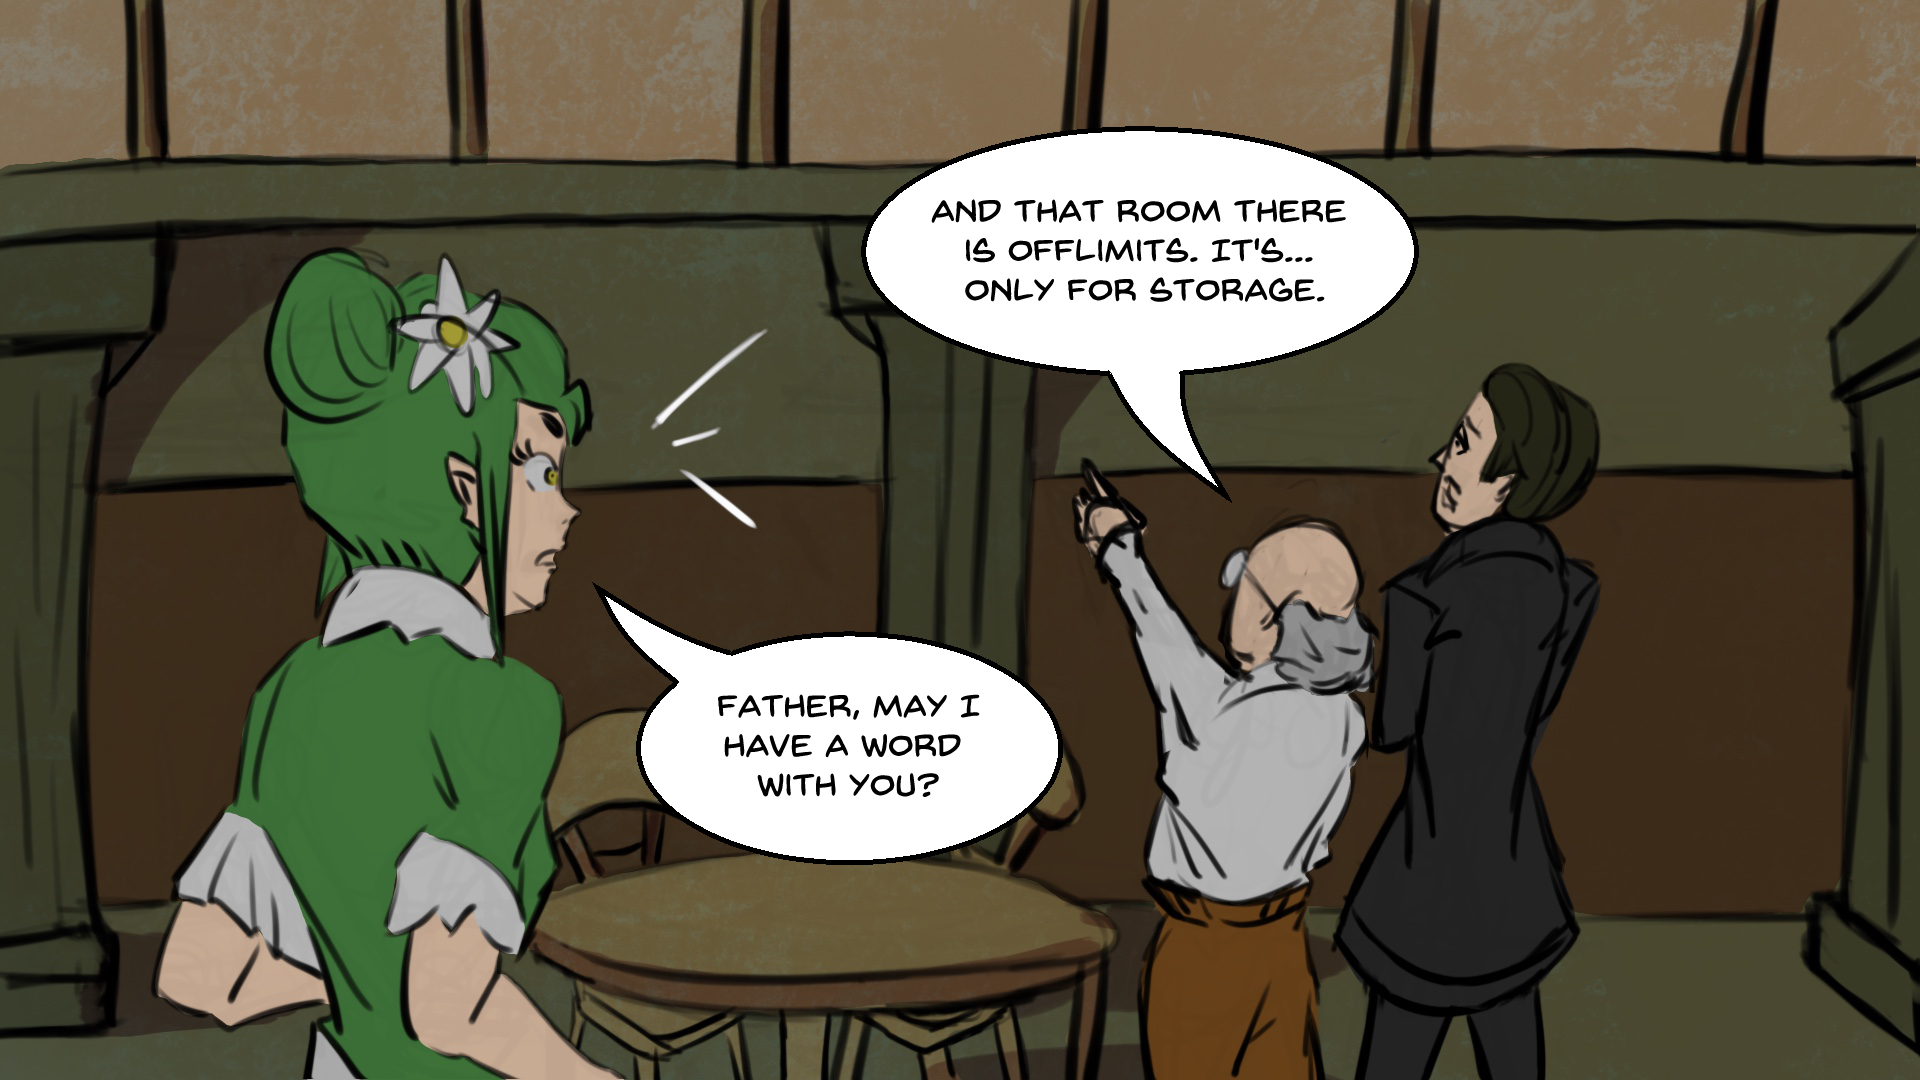 AND THAT ROOM THERE
IS OFFLIMITS. IT'S...
ONLY FOR STORAGE.
FATHER, MAY I
HAVE A WORD
WITH YOU?